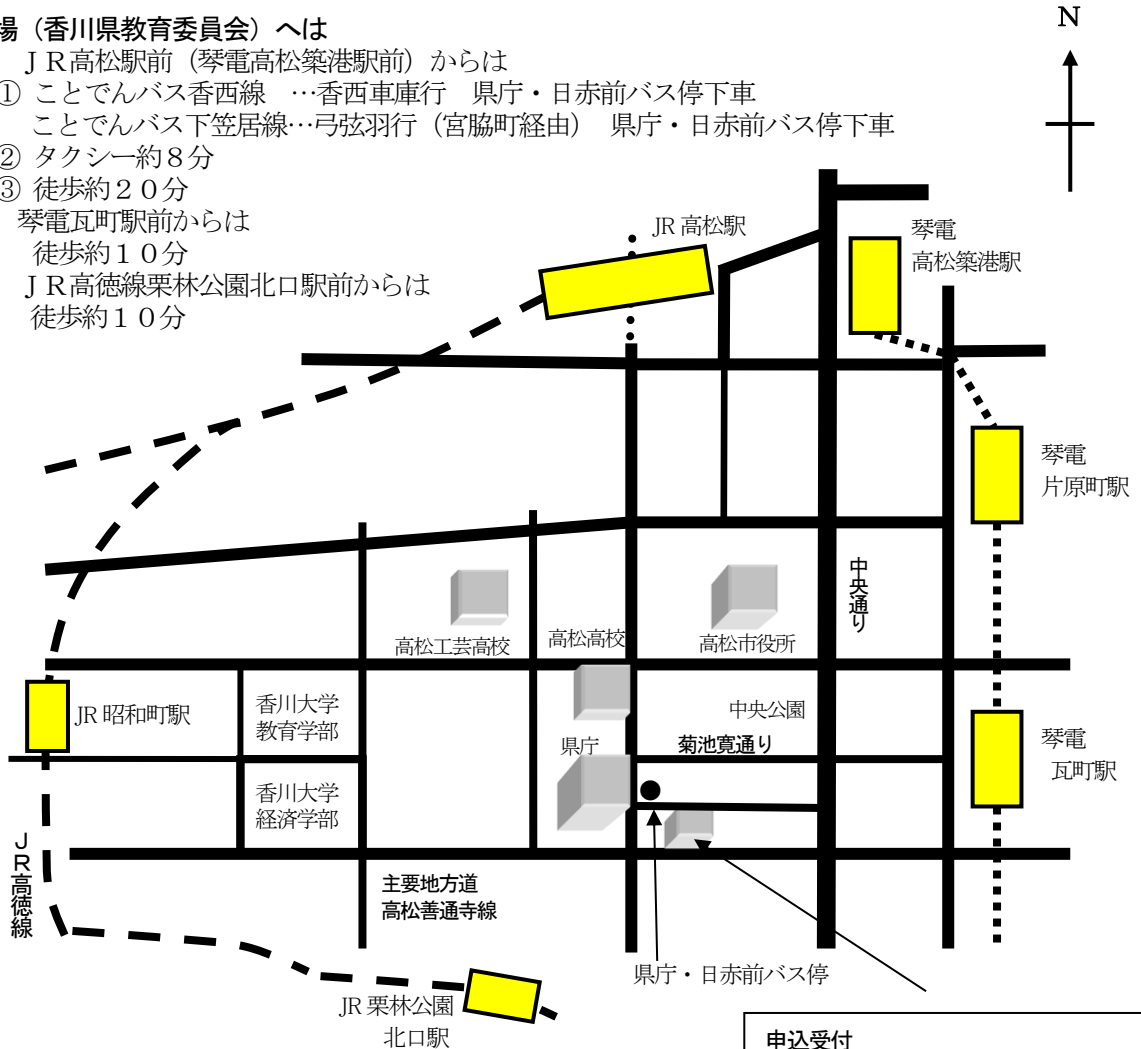 場（香川県教育委員会）へは
ＪＲ高松駅前（琴電高松築港駅前）からは
① ことでんバス香西線　…香西車庫行　県庁・日赤前バス停下車
ことでんバス下笠居線…弓弦羽行（宮脇町経由）　県庁・日赤前バス停下車
② タクシー約８分
③ 徒歩約２０分
琴電瓦町駅前からは
徒歩約１０分
ＪＲ高徳線栗林公園北口駅前からは
徒歩約１０分
N
JR 高松駅
琴電
高松築港駅
琴電
片原町駅
中央通り
高松工芸高校
高松高校
高松市役所
JR 昭和町駅
香川大学
教育学部
中央公園
県庁
菊池寛通り
琴電
瓦町駅
香川大学
経済学部
ＪＲ高徳線
主要地方道
高松善通寺線
県庁・日赤前バス停
JR 栗林公園
北口駅
申込受付